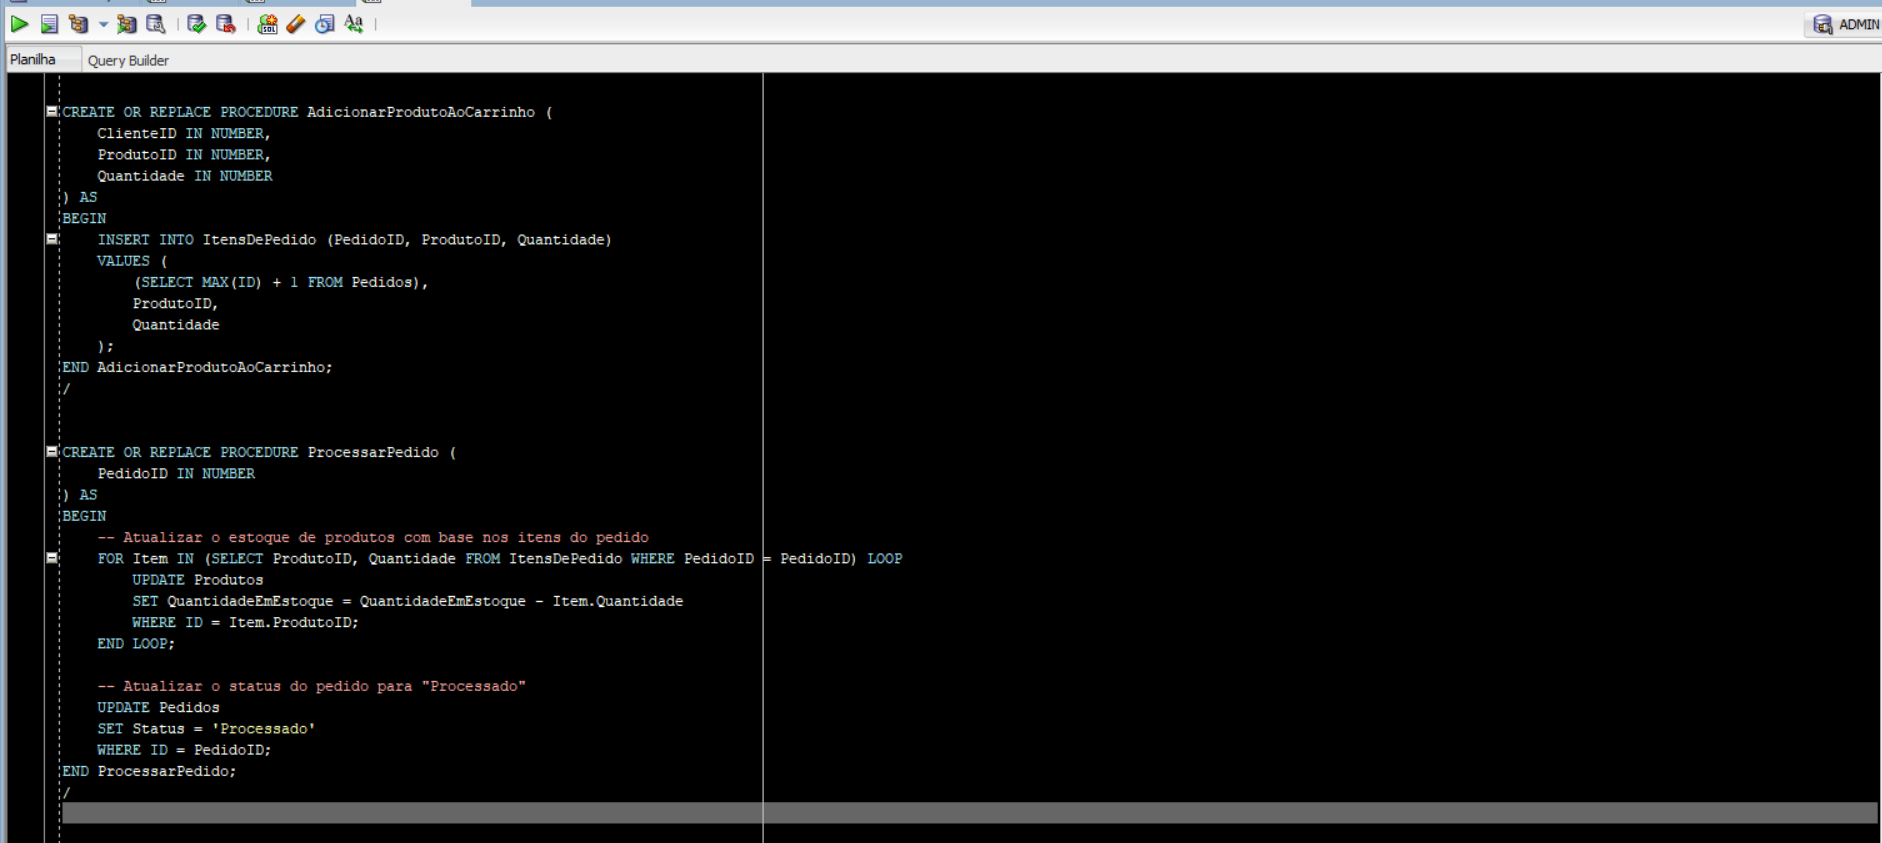 ADMIN
Planilha
Query Builder
CREATE OR REPLACE PROCEDURE AdicionarProdutoAoCarrinho (
    ClienteID IN NUMBER,
    ProdutoID IN NUMBER,
    Quantidade IN NUMBER
) AS
BEGIN
    INSERT INTO ItensDePedido (PedidoID, ProdutoID, Quantidade)
    VALUES (
        (SELECT MAX(ID) + 1 FROM Pedidos),
        ProdutoID,
        Quantidade
    );
END AdicionarProdutoAoCarrinho;
/
CREATE OR REPLACE PROCEDURE ProcessarPedido (
    PedidoID IN NUMBER
) AS
BEGIN
    -- Atualizar o estoque de produtos com base nos itens do pedido
    FOR Item IN (SELECT ProdutoID, Quantidade FROM ItensDePedido WHERE PedidoID = PedidoID) LOOP
        UPDATE Produtos
        SET QuantidadeEmEstoque = QuantidadeEmEstoque - Item.Quantidade
        WHERE ID = Item.ProdutoID;
    END LOOP;
    -- Atualizar o status do pedido para "Processado"
    UPDATE Pedidos
    SET Status = 'Processado'
    WHERE ID = PedidoID;
END ProcessarPedido;
/